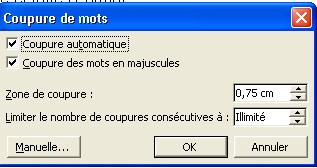 Coupure de mots
Coupure automatique
Coupure des mots en majuscules
Zone de coupure : 0,75 cm
Limiter le nombre de coupures consécutives à : Illimité
Manuelle... OK Annuler